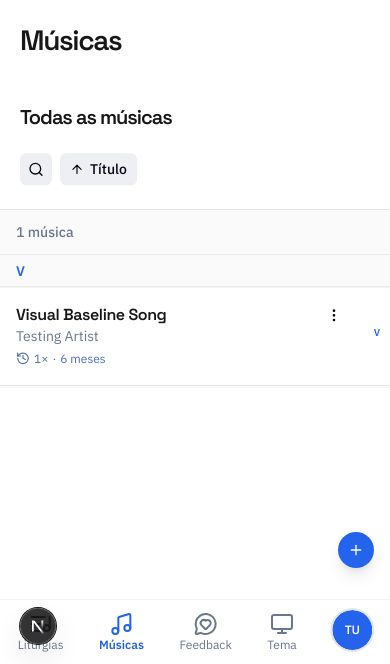 Músicas
Todas as músicas
Título
1 música
V
Visual Baseline Song
Testing Artist
V
1× · 6 meses
N
Liturgias
Músicas
Feedback
Tema
TU